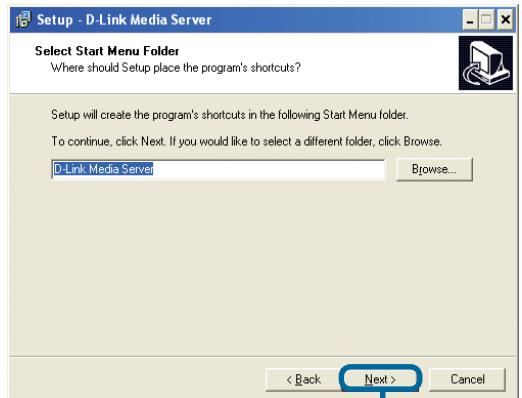 Setup - D-Link Media Server
Select Start Menu Folder
Where should Setup place the program's shortcuts?
Setup will create the program's shortcuts in the following Start Menu folder.
To continue, click Next. If you would like to select a different folder, click Browse.
D-Link Media Server
Browse...
< Back
Next >
Cancel